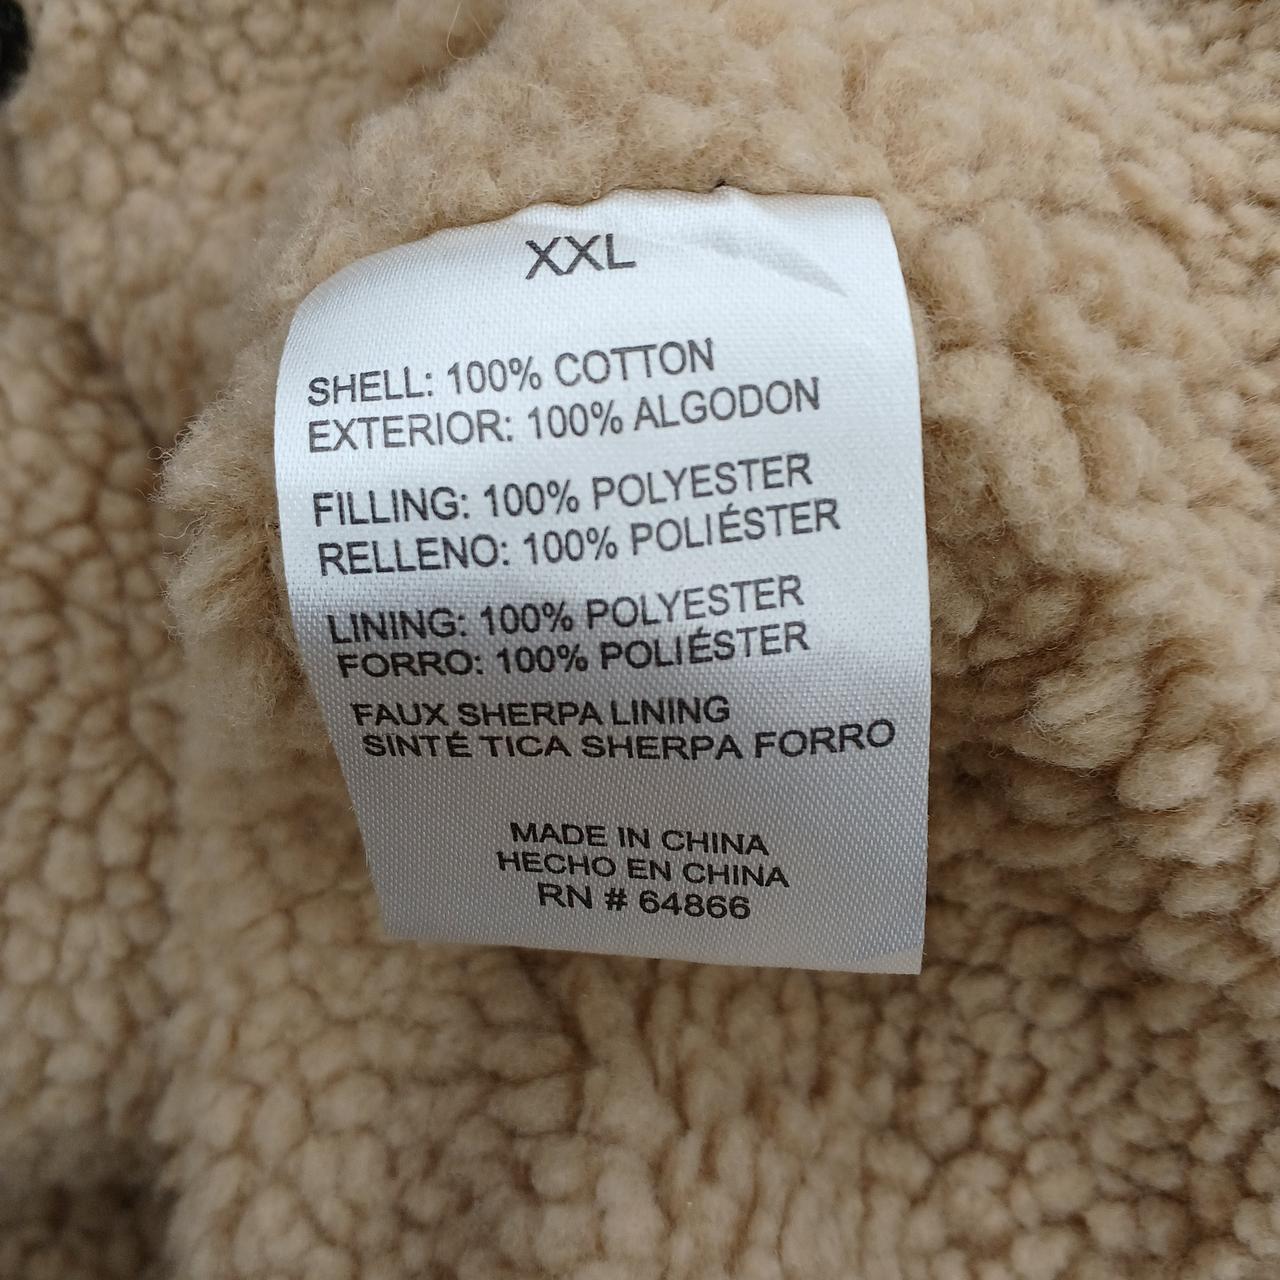 XXL
SHELL: 100% COTTON
EXTERIOR: 100% ALGODON
FILLING: 100% POLYESTER
RELLENO: 100% POLIÉSTER
LINING: 100% POLYESTER
FORRO: 100% POLIÉSTER
FAUX SHERPA LINING
SINTÉ TICA SHERPA FORRO
MADE IN CHINA
HECHO EN CHINA
RN # 64866